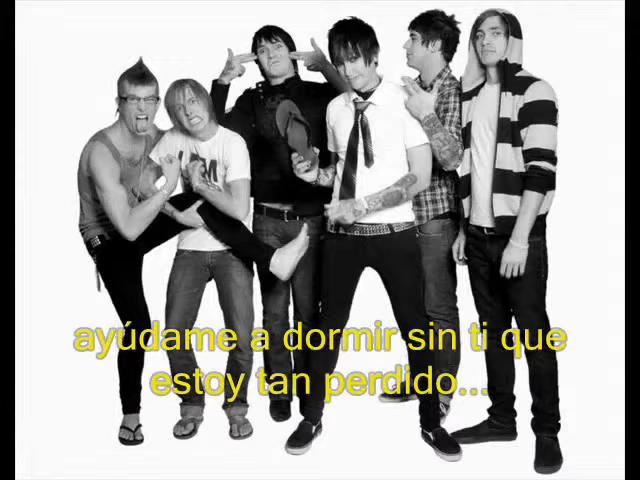 ayúdame a dormir sin ti que
estoy tan perdido...